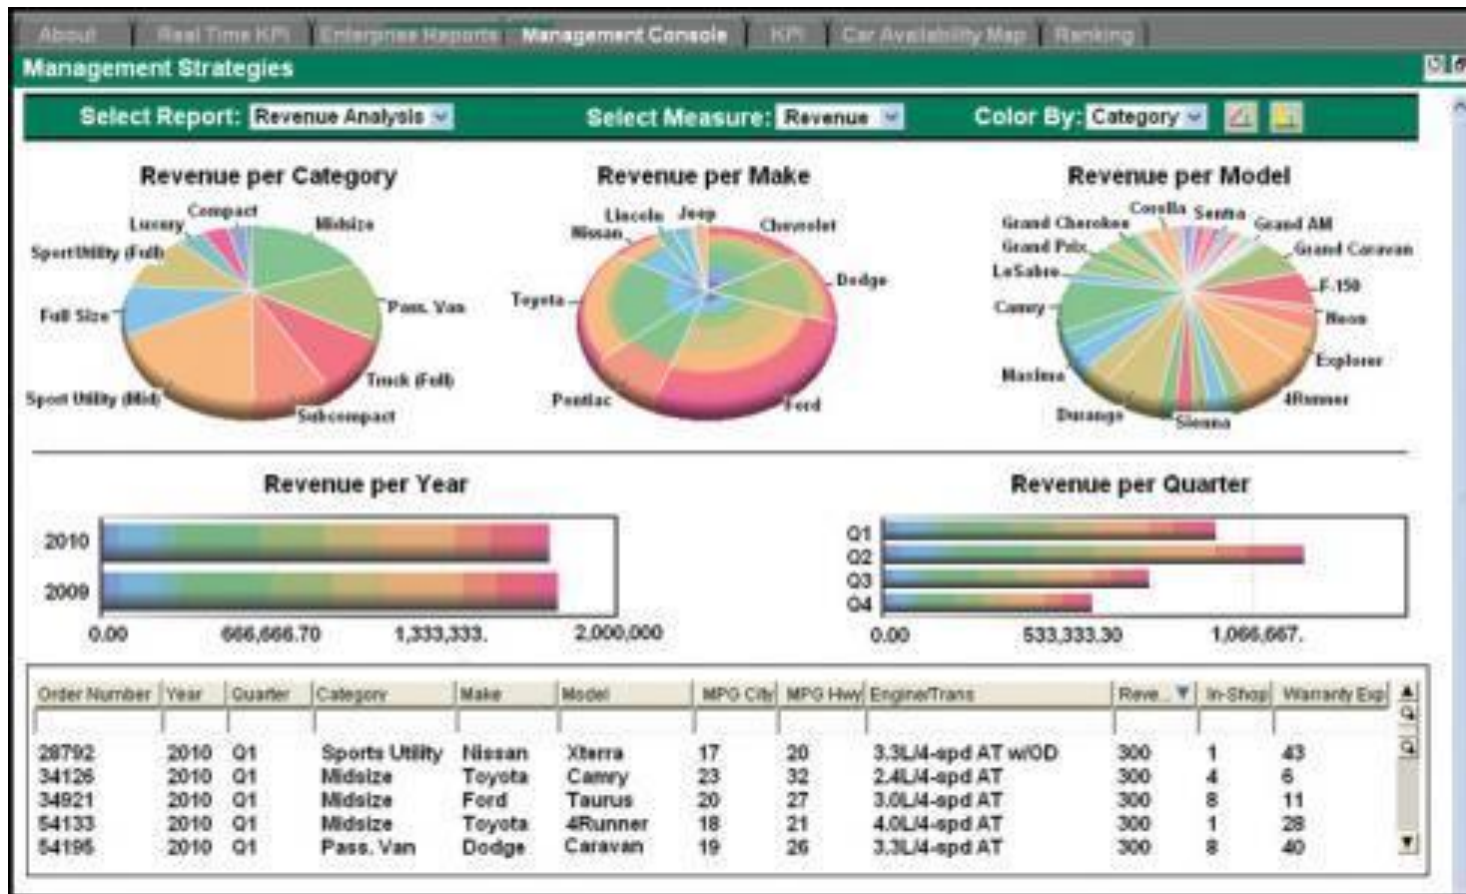 About Real Time KPI Enterprise Reports Management Console KPI Car Availability Map Ranking
Management Strategies
Select Report: Revenue Analysis Select Measure: Revenue Color By: Category
Revenue per Category
Compact
Luxury
Midsize
Sport Utility (Full)
Pass. Van
Full Size
Truck (Full)
Sport Utility (Mid)
Subcompact
Revenue per Make
Lincoln Jeep
Nissan
Chevrolet
Dodge
Toyota
Pontiac
Ford
Revenue per Model
Corolla Sentra
Grand Cherokee
Grand AM
Grand Prix
Grand Caravan
LeSabre
F-150
Camry
Neon
Explorer
Maxima
4Runner
Durango
Sienna
Revenue per Year
2010
2009
0.00 666,666.70 1,333,333. 2,000,000
Revenue per Quarter
Q1
Q2
Q3
Q4
0.00 533,333.30 1,066,667.
Order Number Year Quarter Category Make Model MPG City MPG Hwy Engine/Trans Reve... In-Shop Warranty Exp
28792 2010 Q1 Sports Utility Nissan Xterra 17 20 3.3L/4-spd AT w/OD 300 1 43
34126 2010 Q1 Midsize Toyota Camry 23 32 2.4L/4-spd AT 300 4 6
34921 2010 Q1 Midsize Ford Taurus 20 27 3.0L/4-spd AT 300 8 11
54133 2010 Q1 Midsize Toyota 4Runner 18 21 4.0L/4-spd AT 300 1 28
54195 2010 Q1 Pass. Van Dodge Caravan 19 26 3.3L/4-spd AT 300 8 40